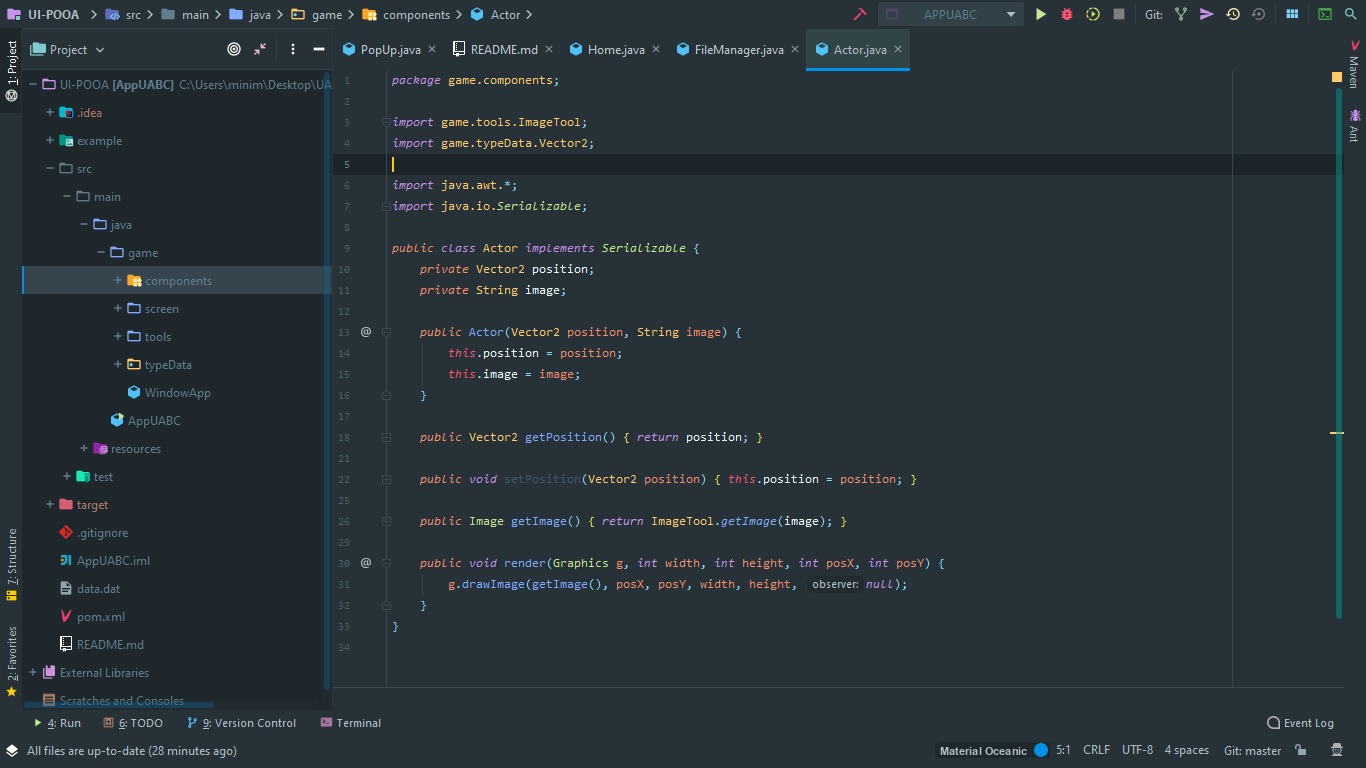 UI-POOA src main java game components Actor APPUABC Git:
Project PopUp.java README.md Home.java FileManager.java Actor.java
1: Project
7: Structure
2: Favorites
UI-POOA [AppUABC] C:\Users\minim\Desktop\UA
.idea
example
src
main
java
game
components
screen
tools
typeData
WindowApp
AppUABC
resources
test
target
.gitignore
AppUABC.iml
data.dat
pom.xml
README.md
External Libraries
Scratches and Consoles
1 package game.components;
2
3 import game.tools.ImageTool;
4 import game.typeData.Vector2;
5
6 import java.awt.*;
7 import java.io.Serializable;
8
9 public class Actor implements Serializable {
10 private Vector2 position;
11 private String image;
12
13 @ public Actor(Vector2 position, String image) {
14 this.position = position;
15 this.image = image;
16 }
17
18 public Vector2 getPosition() { return position; }
21
22 public void setPosition(Vector2 position) { this.position = position; }
25
26 public Image getImage() { return ImageTool.getImage(image); }
29
30 @ public void render(Graphics g, int width, int height, int posX, int posY) {
31 g.drawImage(getImage(), posX, posY, width, height, observer: null);
32 }
33 }
34
Maven
Ant
4: Run 6: TODO 9: Version Control Terminal Event Log
All files are up-to-date (28 minutes ago) Material Oceanic 5:1 CRLF UTF-8 4 spaces Git: master